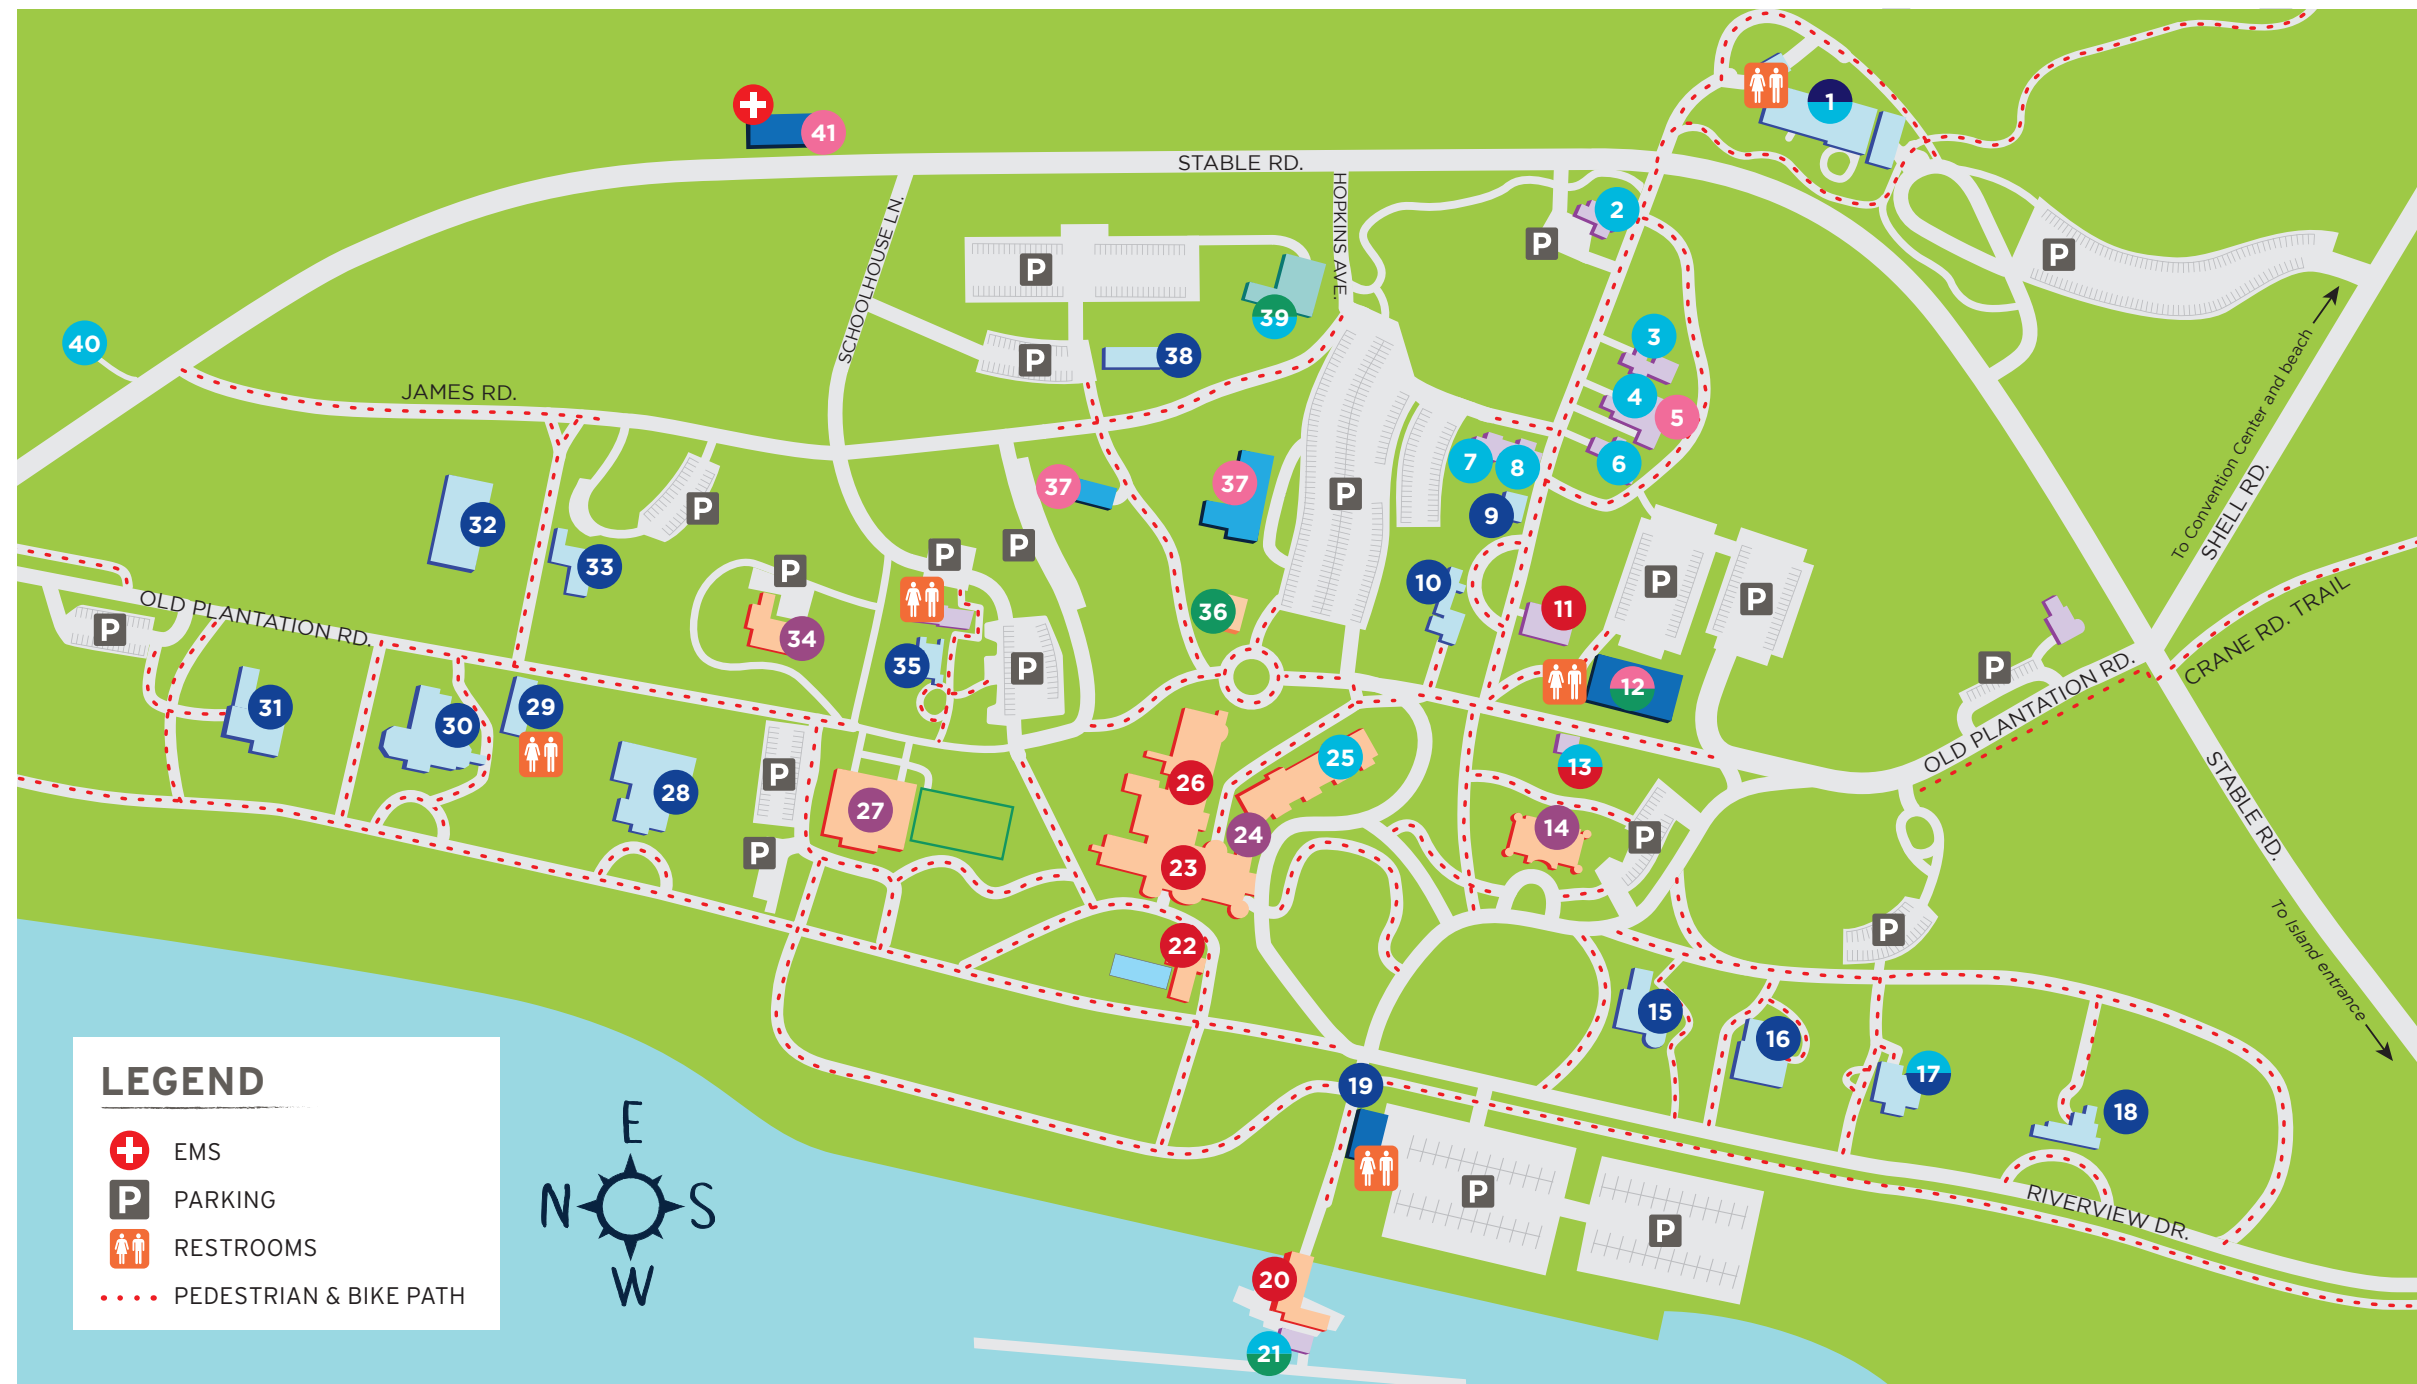 1
41
STABLE RD.
HOPKINS AVE.
SCHOOLHOUSE LN.
2
P
P
P
39
3
40
38
P
4
5
JAMES RD.
6
7
8
To Convention Center and beach
SHELL RD.
37
37
P
9
32
P
33
P
P
P
10
P
P
11
36
CRANE RD. TRAIL
OLD PLANTATION RD.
P
34
35
P
12
P
OLD PLANTATION RD.
31
30
29
25
13
28
P
27
26
24
14
P
STABLE RD.
P
23
22
P
To Island entrance
15
16
17
18
19
P
P
RIVERVIEW DR.
20
21
LEGEND
EMS
P PARKING
RESTROOMS
PEDESTRIAN & BIKE PATH
E
N S
W